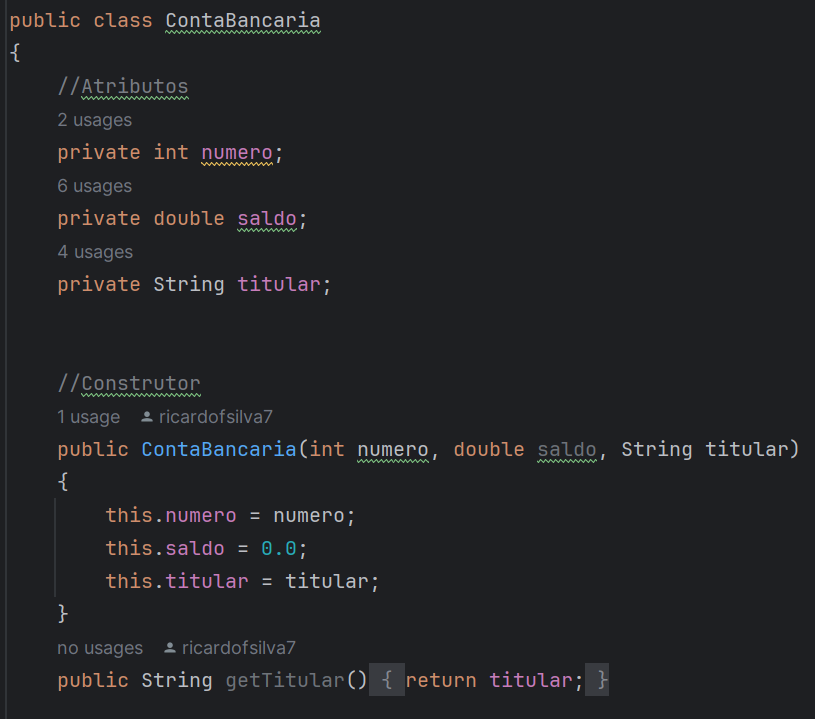 public class ContaBancaria
{
//Atributos
2 usages
private int numero;
6 usages
private double saldo;
4 usages
private String titular;
//Construtor
1 usage ricardofsilva7
public ContaBancaria(int numero, double saldo, String titular)
{
this.numero = numero;
this.saldo = 0.0;
this.titular = titular;
}
no usages ricardofsilva7
public String getTitular() { return titular; }